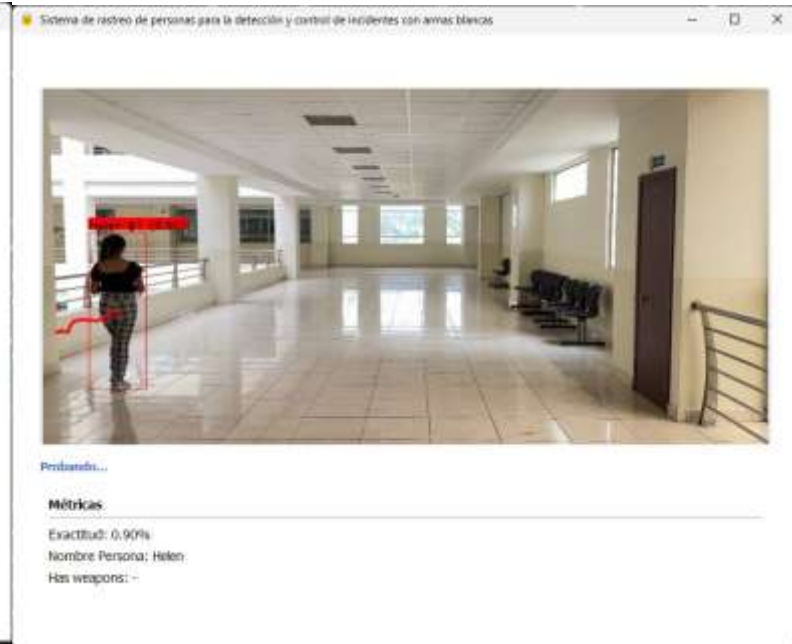 Sistema de rastreo de personas para la detección y control de incidentes con armas blancas
Probando...
Métricas
Exactitud: 0.90%
Nombre Persona: Helen
Has weapons: -